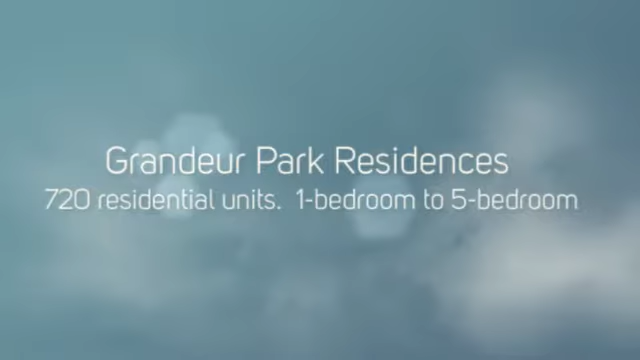 Grandeur Park Residences
720 residential units.  1-bedroom to 5-bedroom